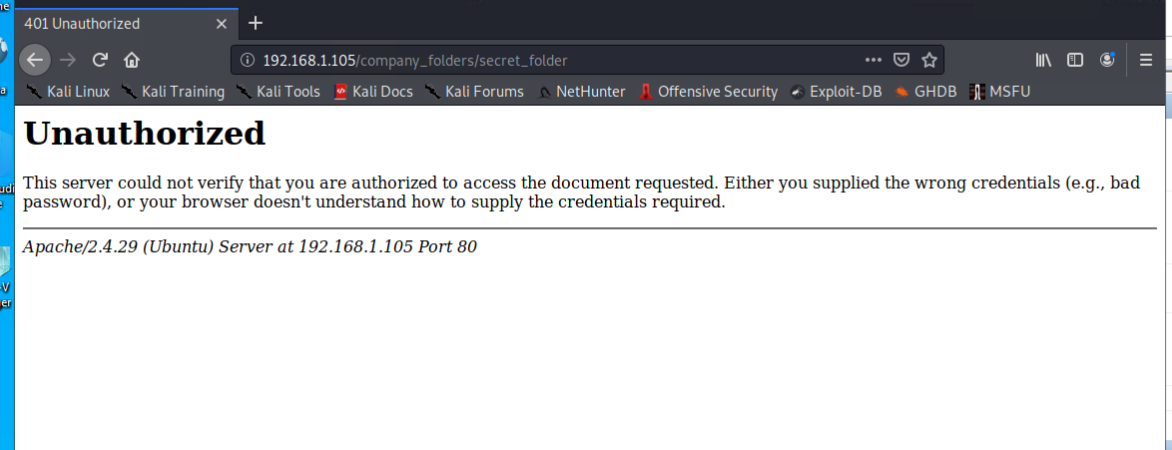 ne
401 Unauthorized
192.168.1.105/company_folders/secret_folder
Kali Linux Kali Training Kali Tools Kali Docs Kali Forums NetHunter Offensive Security Exploit-DB GHDB MSFU
a
Unauthorized
udi
This server could not verify that you are authorized to access the document requested. Either you supplied the wrong credentials (e.g., bad
password), or your browser doesn't understand how to supply the credentials required.
Apache/2.4.29 (Ubuntu) Server at 192.168.1.105 Port 80
-V
er